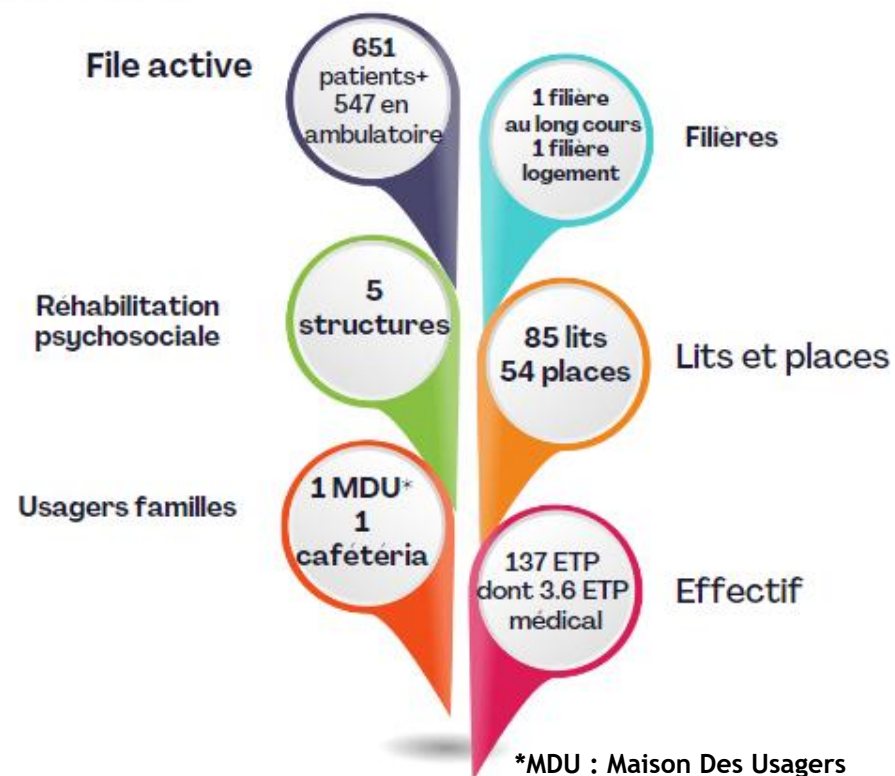 File active
651
patients+
547 en
ambulatoire
1 filière
au long cours
1 filière
logement
Filières
Réhabilitation
psychosociale
5
structures
85 lits
54 places
Lits et places
Usagers familles
1 MDU*
1
cafétéria
137 ETP
dont 3.6 ETP
médical
Effectif
*MDU : Maison Des Usagers